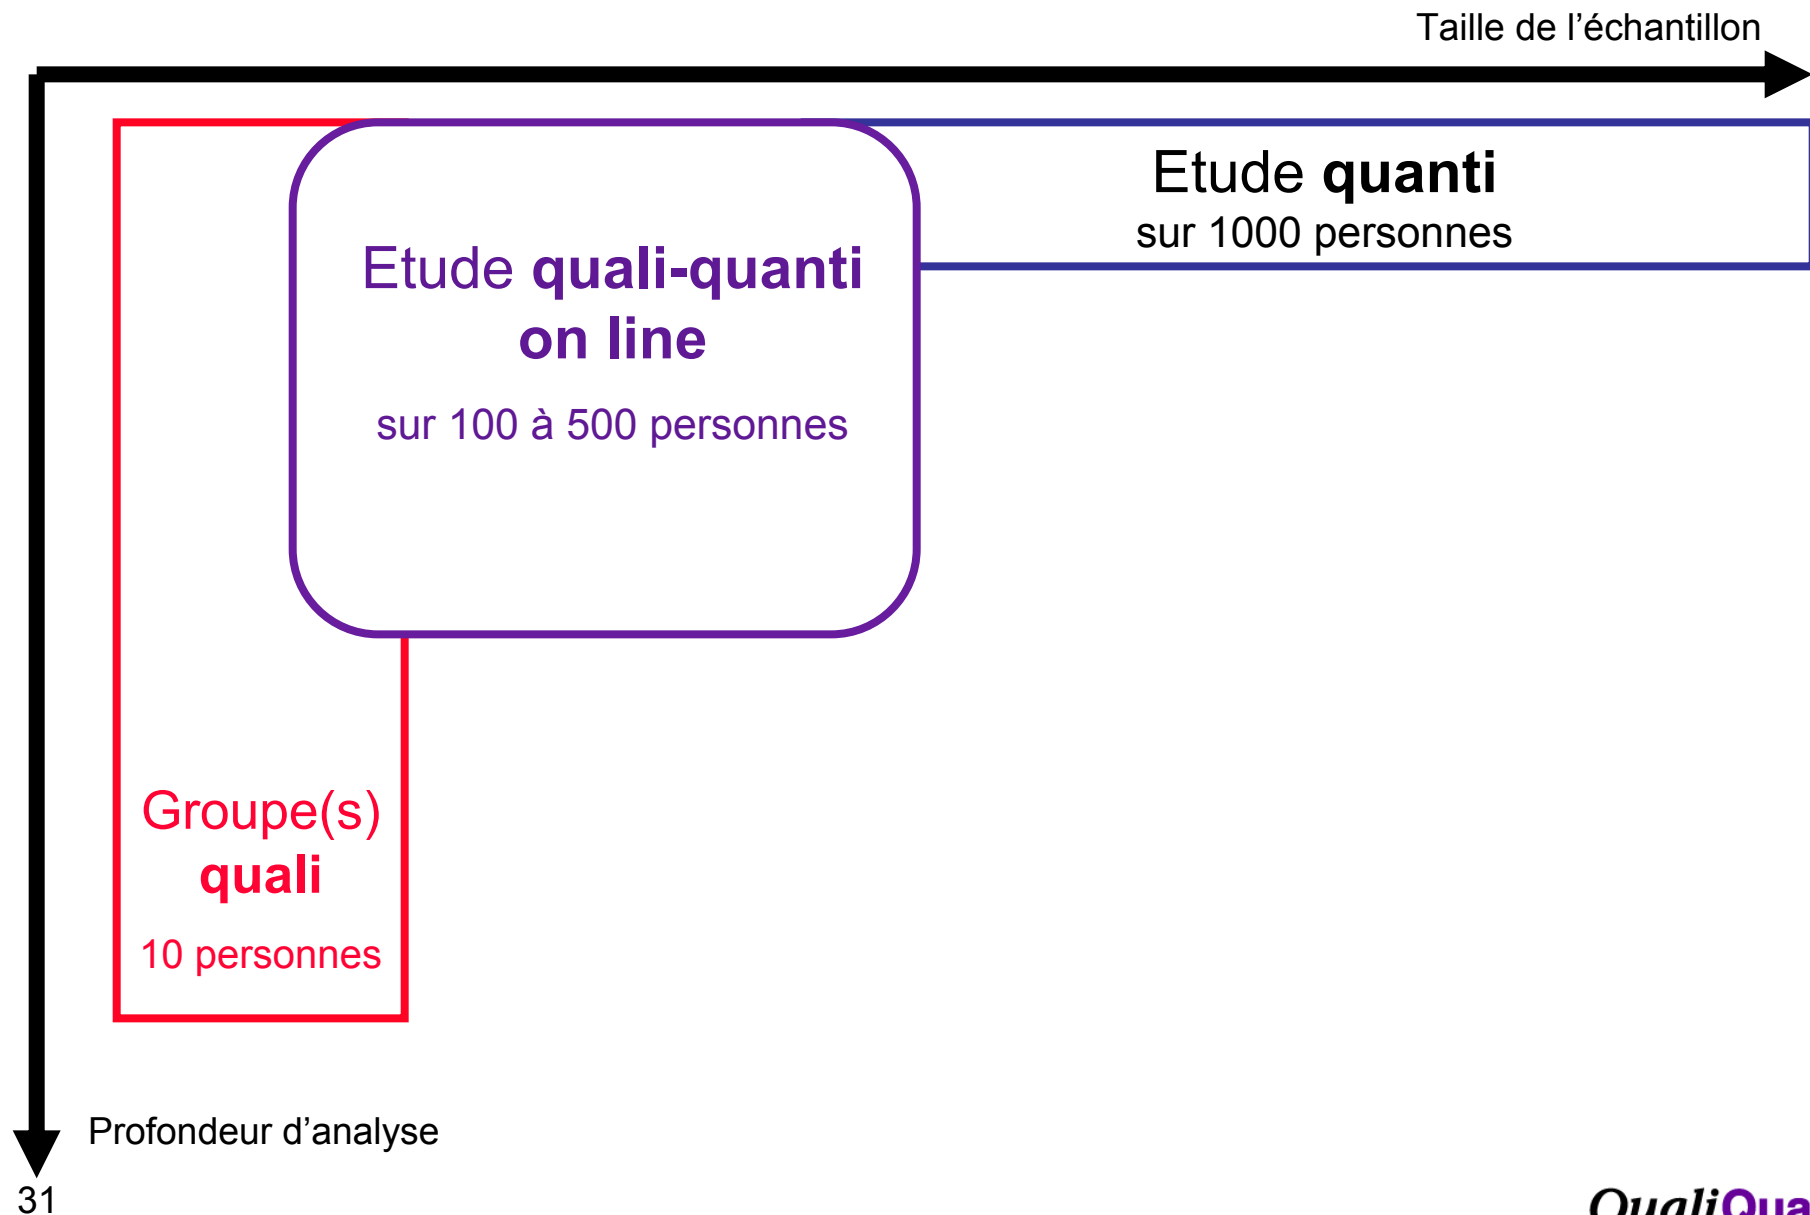 Taille de l’échantillon
Etude quanti
sur 1000 personnes
Etude quali-quanti
on line
sur 100 à 500 personnes
Groupe(s)
quali
10 personnes
Profondeur d’analyse
31